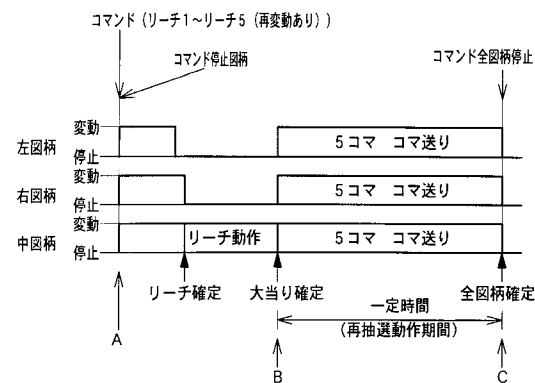 コマンド（リーチ１～リーチ５（再変動あり））
コマンド停止図柄
コマンド全図柄停止
左図柄
変動
停止
５コマ　コマ送り
右図柄
変動
停止
５コマ　コマ送り
中図柄
変動
停止
リーチ動作
５コマ　コマ送り
リーチ確定
大当り確定
全図柄確定
一定時間
（再抽選動作期間）
A
B
C